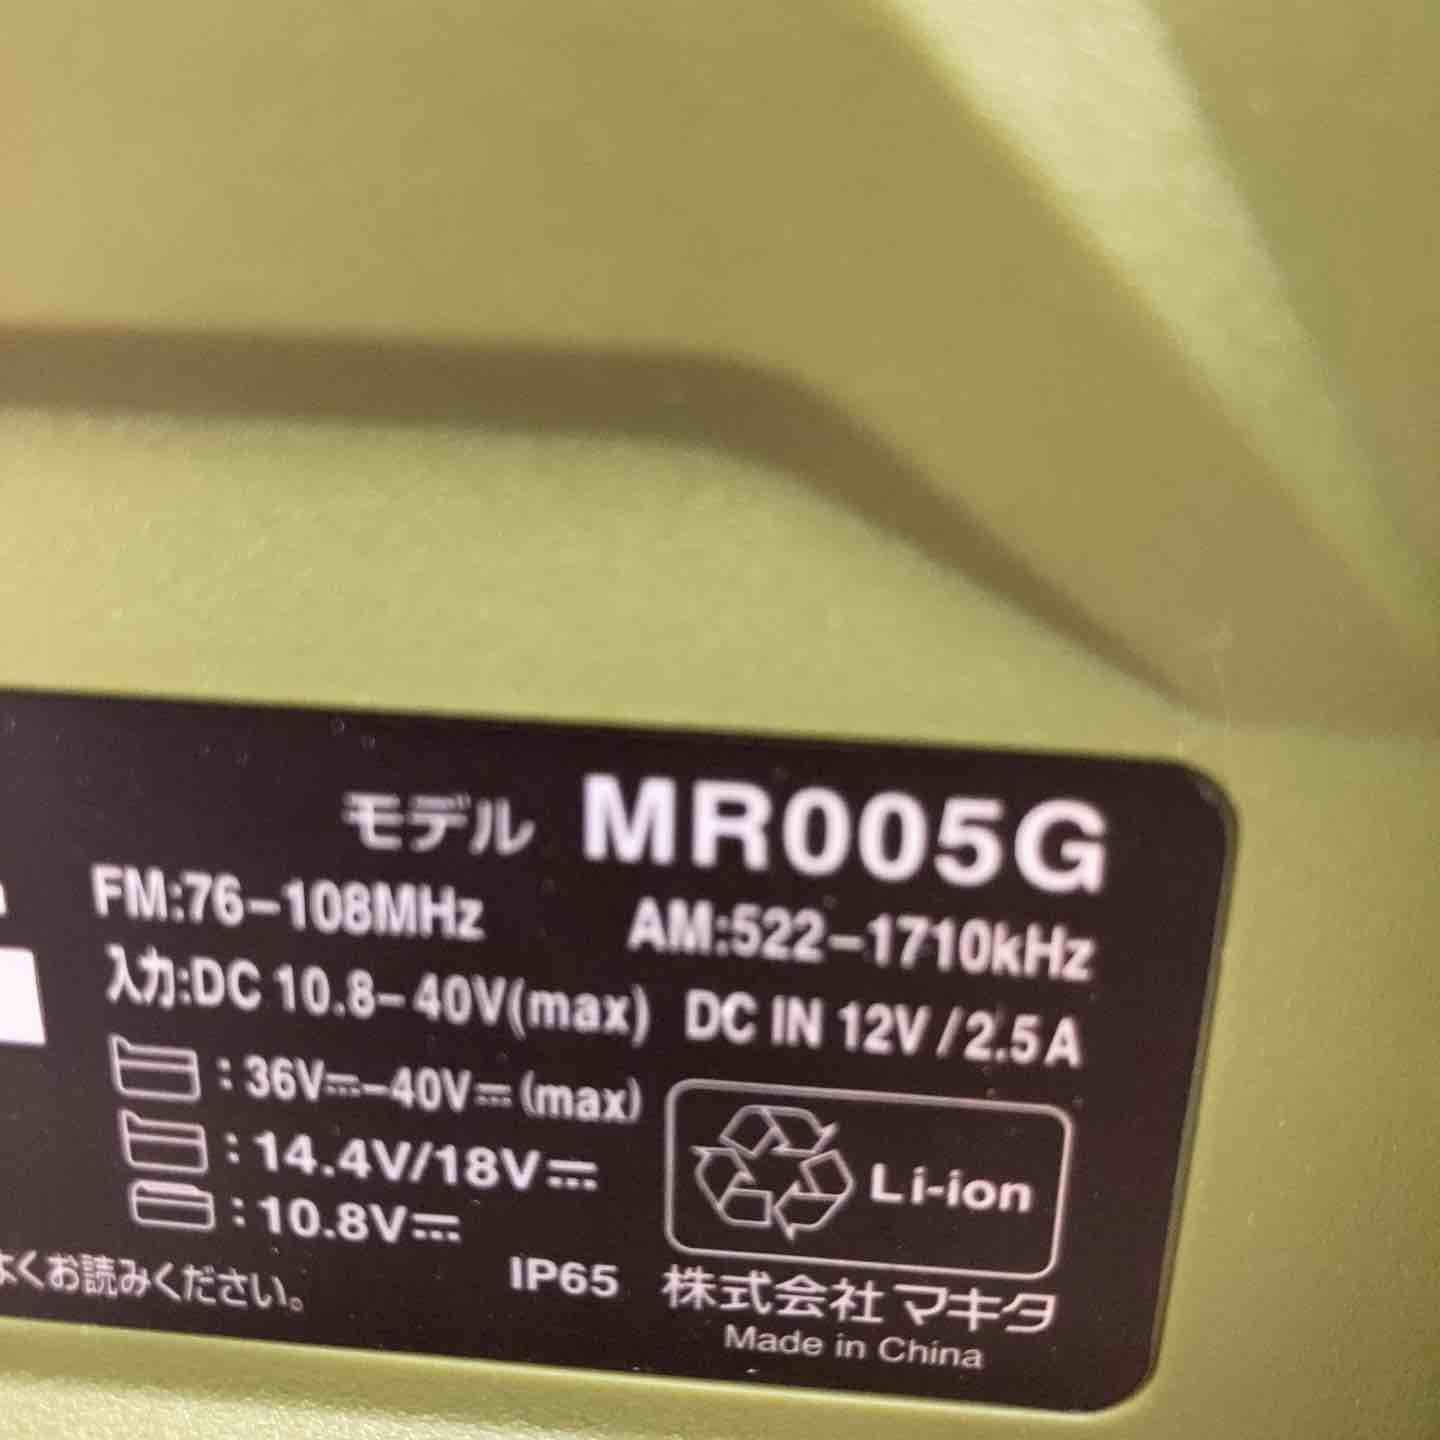 モデル MR005G
FM:76-108MHz AM:522-1710kHz
入力:DC 10.8-40V(max) DC IN 12V/2.5A
:36V⎓-40V⎓(max)
:14.4V/18V⎓
:10.8V⎓
Li-ion
よくお読みください。 IP65 株式会社マキタ
Made in China